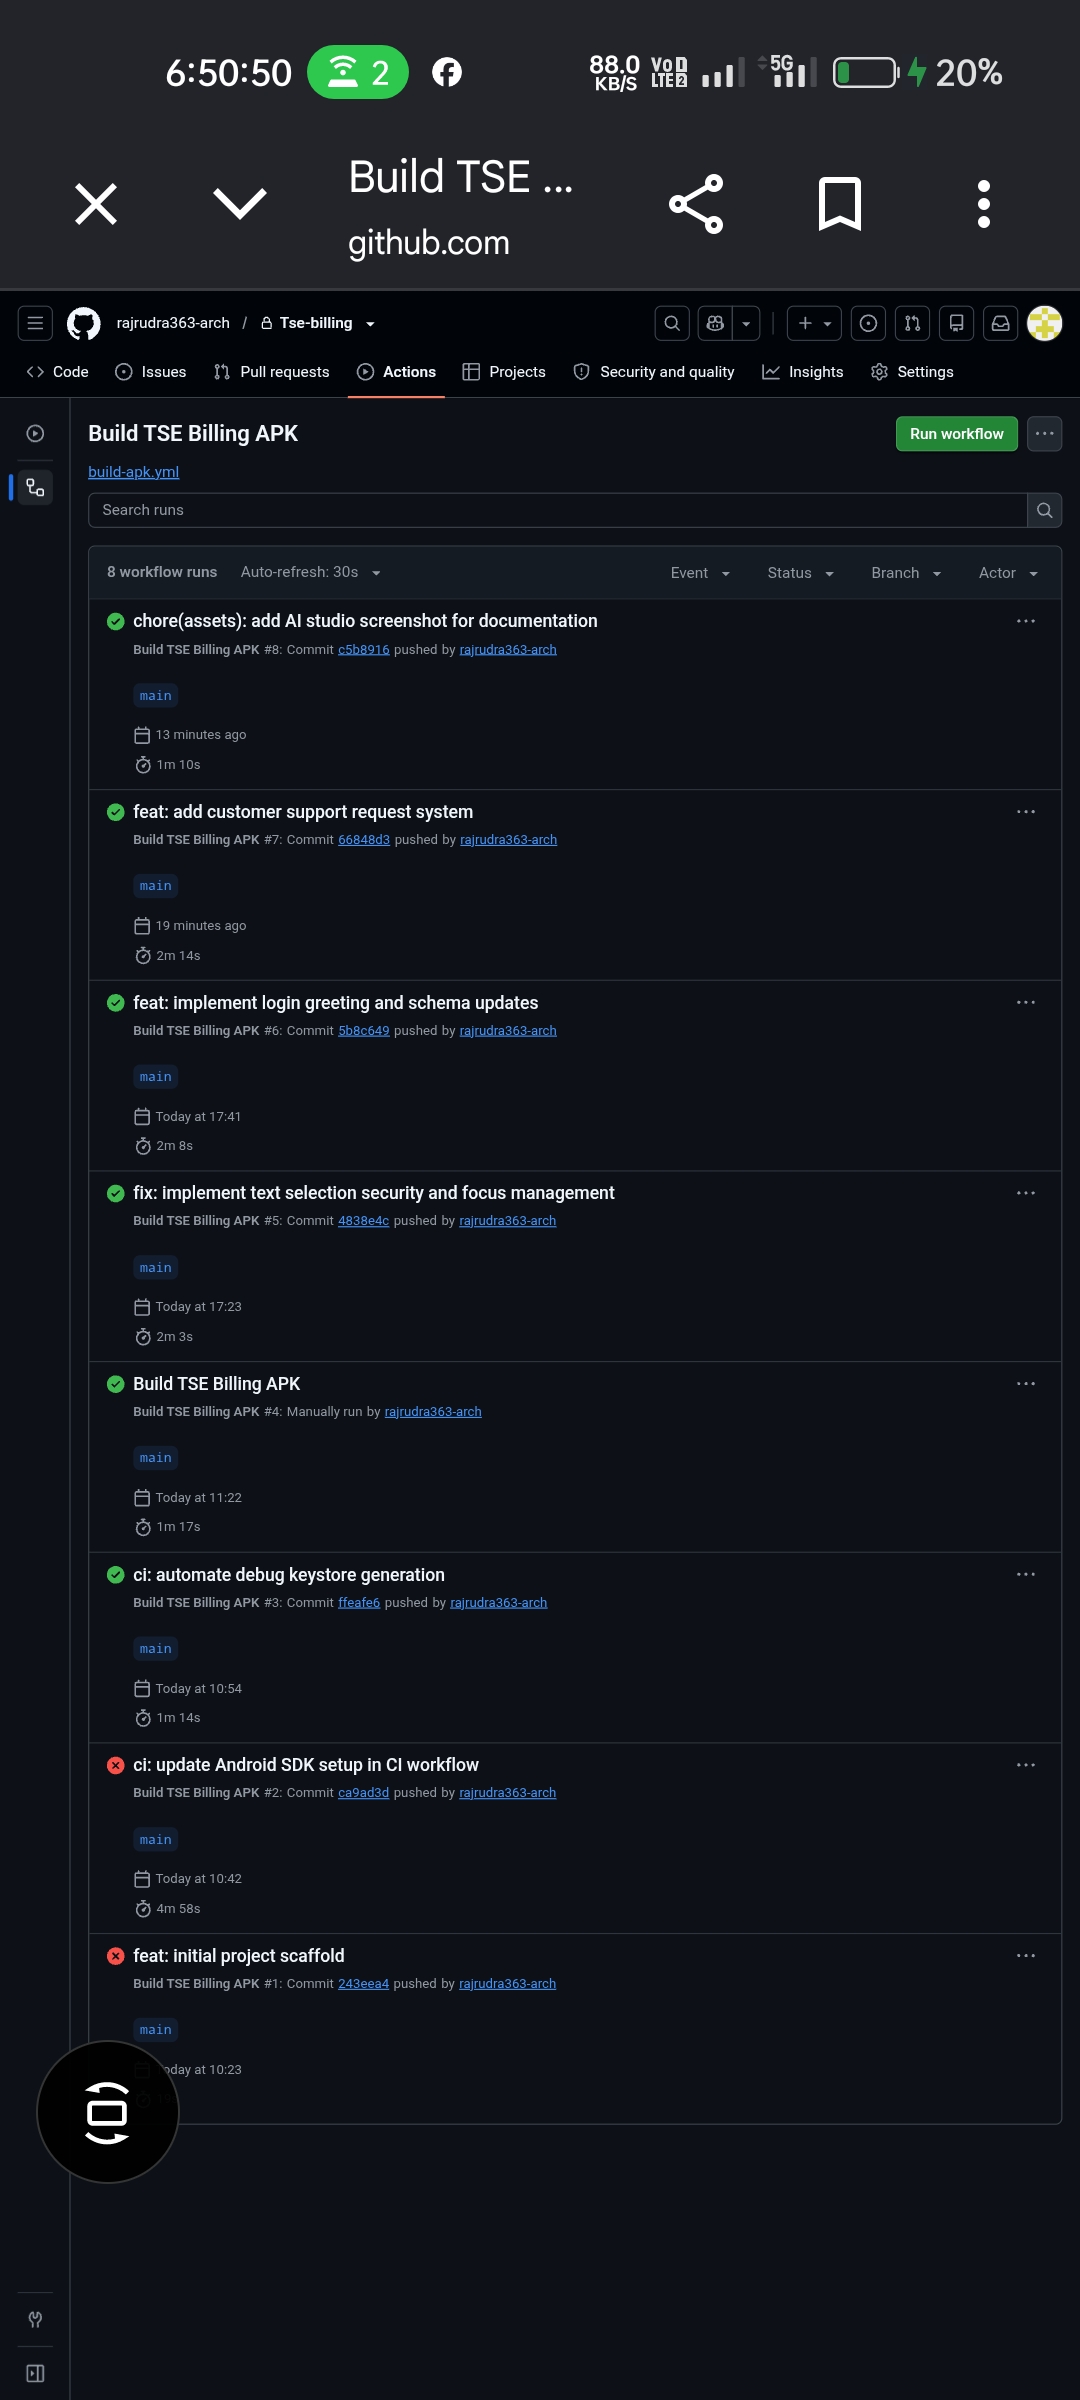 6:50:50 2 88.0 KB/S Vo 1 LTE 2 5G 20%
Build TSE ...
github.com
rajrudra363-arch / Tse-billing
Code Issues Pull requests Actions Projects Security and quality Insights Settings
Build TSE Billing APK Run workflow
build-apk.yml
Search runs
8 workflow runs Auto-refresh: 30s Event Status Branch Actor
chore(assets): add AI studio screenshot for documentation
Build TSE Billing APK #8: Commit c5b8916 pushed by rajrudra363-arch
main
13 minutes ago
1m 10s
feat: add customer support request system
Build TSE Billing APK #7: Commit 66848d3 pushed by rajrudra363-arch
main
19 minutes ago
2m 14s
feat: implement login greeting and schema updates
Build TSE Billing APK #6: Commit 5b8c649 pushed by rajrudra363-arch
main
Today at 17:41
2m 8s
fix: implement text selection security and focus management
Build TSE Billing APK #5: Commit 4838e4c pushed by rajrudra363-arch
main
Today at 17:23
2m 3s
Build TSE Billing APK
Build TSE Billing APK #4: Manually run by rajrudra363-arch
main
Today at 11:22
1m 17s
ci: automate debug keystore generation
Build TSE Billing APK #3: Commit ffeafe6 pushed by rajrudra363-arch
main
Today at 10:54
1m 14s
ci: update Android SDK setup in CI workflow
Build TSE Billing APK #2: Commit ca9ad3d pushed by rajrudra363-arch
main
Today at 10:42
4m 58s
feat: initial project scaffold
Build TSE Billing APK #1: Commit 243eea4 pushed by rajrudra363-arch
main
oday at 10:23